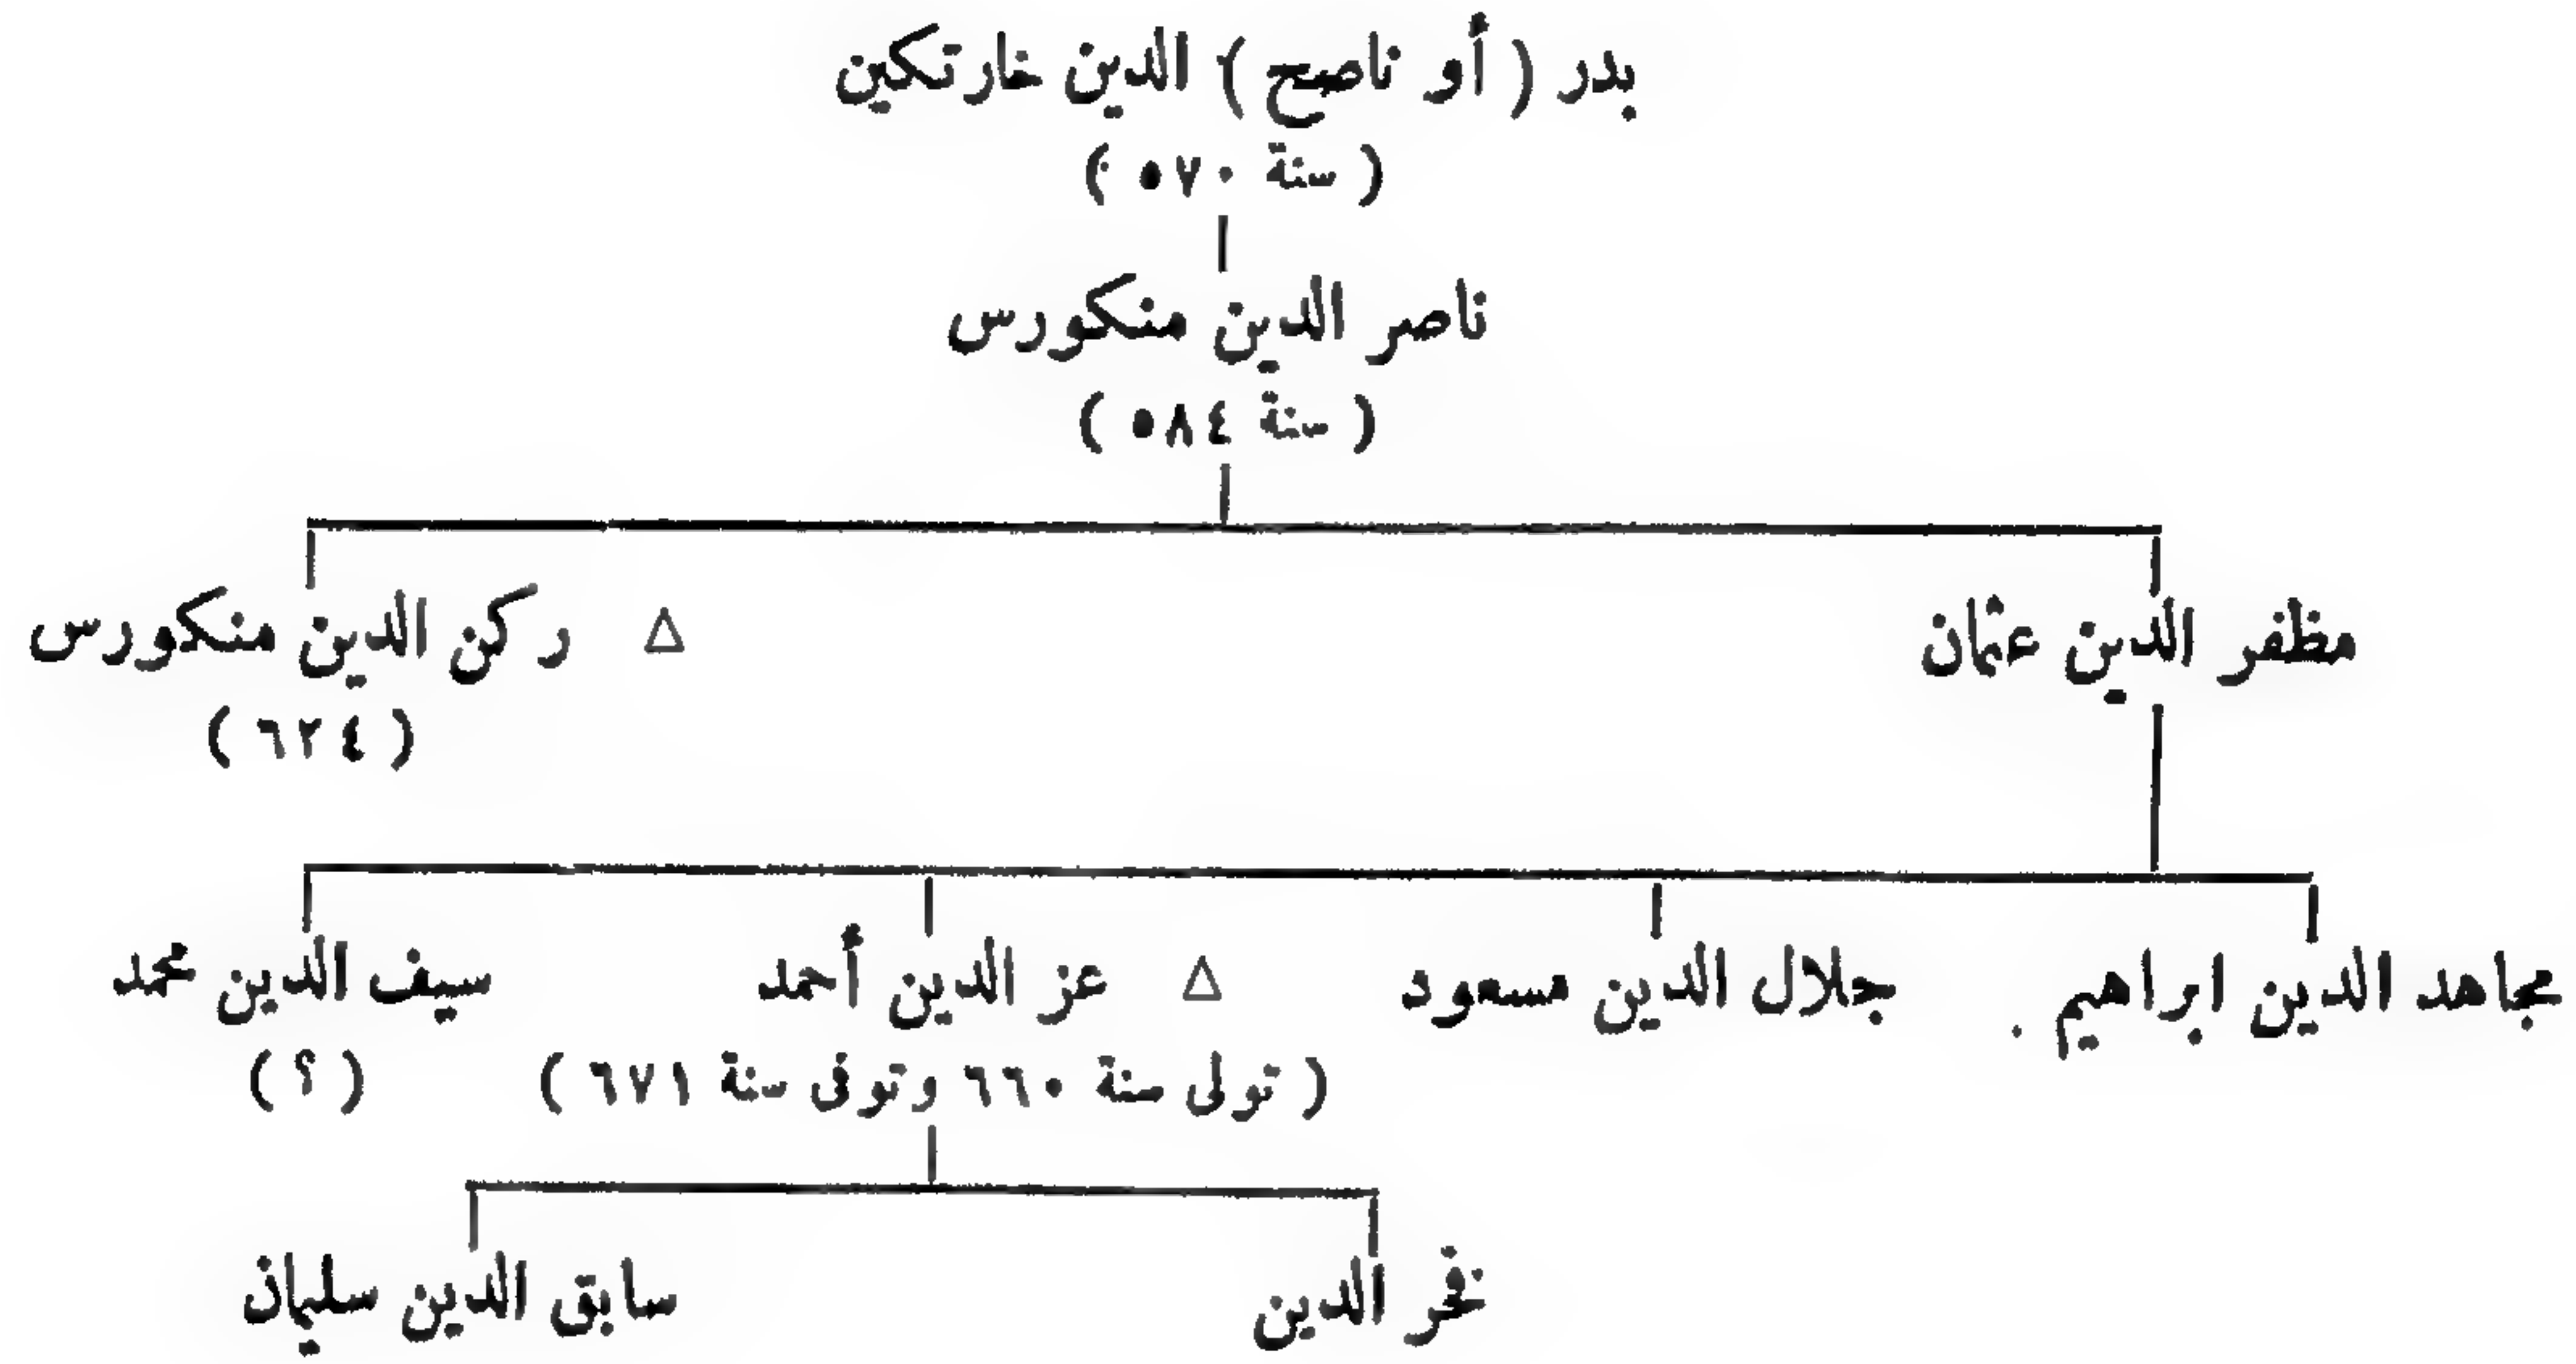 بدر ( أو ناصح ) الدين خارتكين
( سنة ٥٧٠ )
ناصر الدين منكورس
( سنة ٥٨٤ )
مظفر الدين عثمان △ ركن الدين منكورس
( ٦٢٤ )
مجاهد الدين ابراهيم . جلال الدين مسعود △ عز الدين أحمد سيف الدين محمد
( تولى سنة ٦٦٠ وتوفى سنة ٦٧١ ) ( ؟ )
فخر الدين سابق الدين سليمان